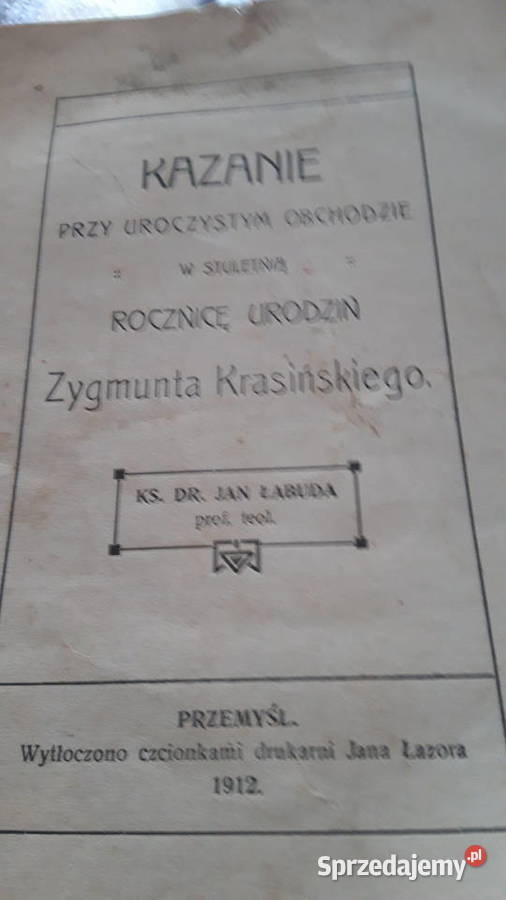 KAZANIE
PRZY UROCZYSTYM OBCHODZIE
:: W STULETNIĄ ::
ROCZNICĘ URODZIN
Zygmunta Krasińskiego.
KS. DR. JAN ŁABUDA
prof. teol.
PRZEMYŚL.
Wytłoczono czcionkami drukarni Jana Łazora
1912.
Sprzedajemy.pl